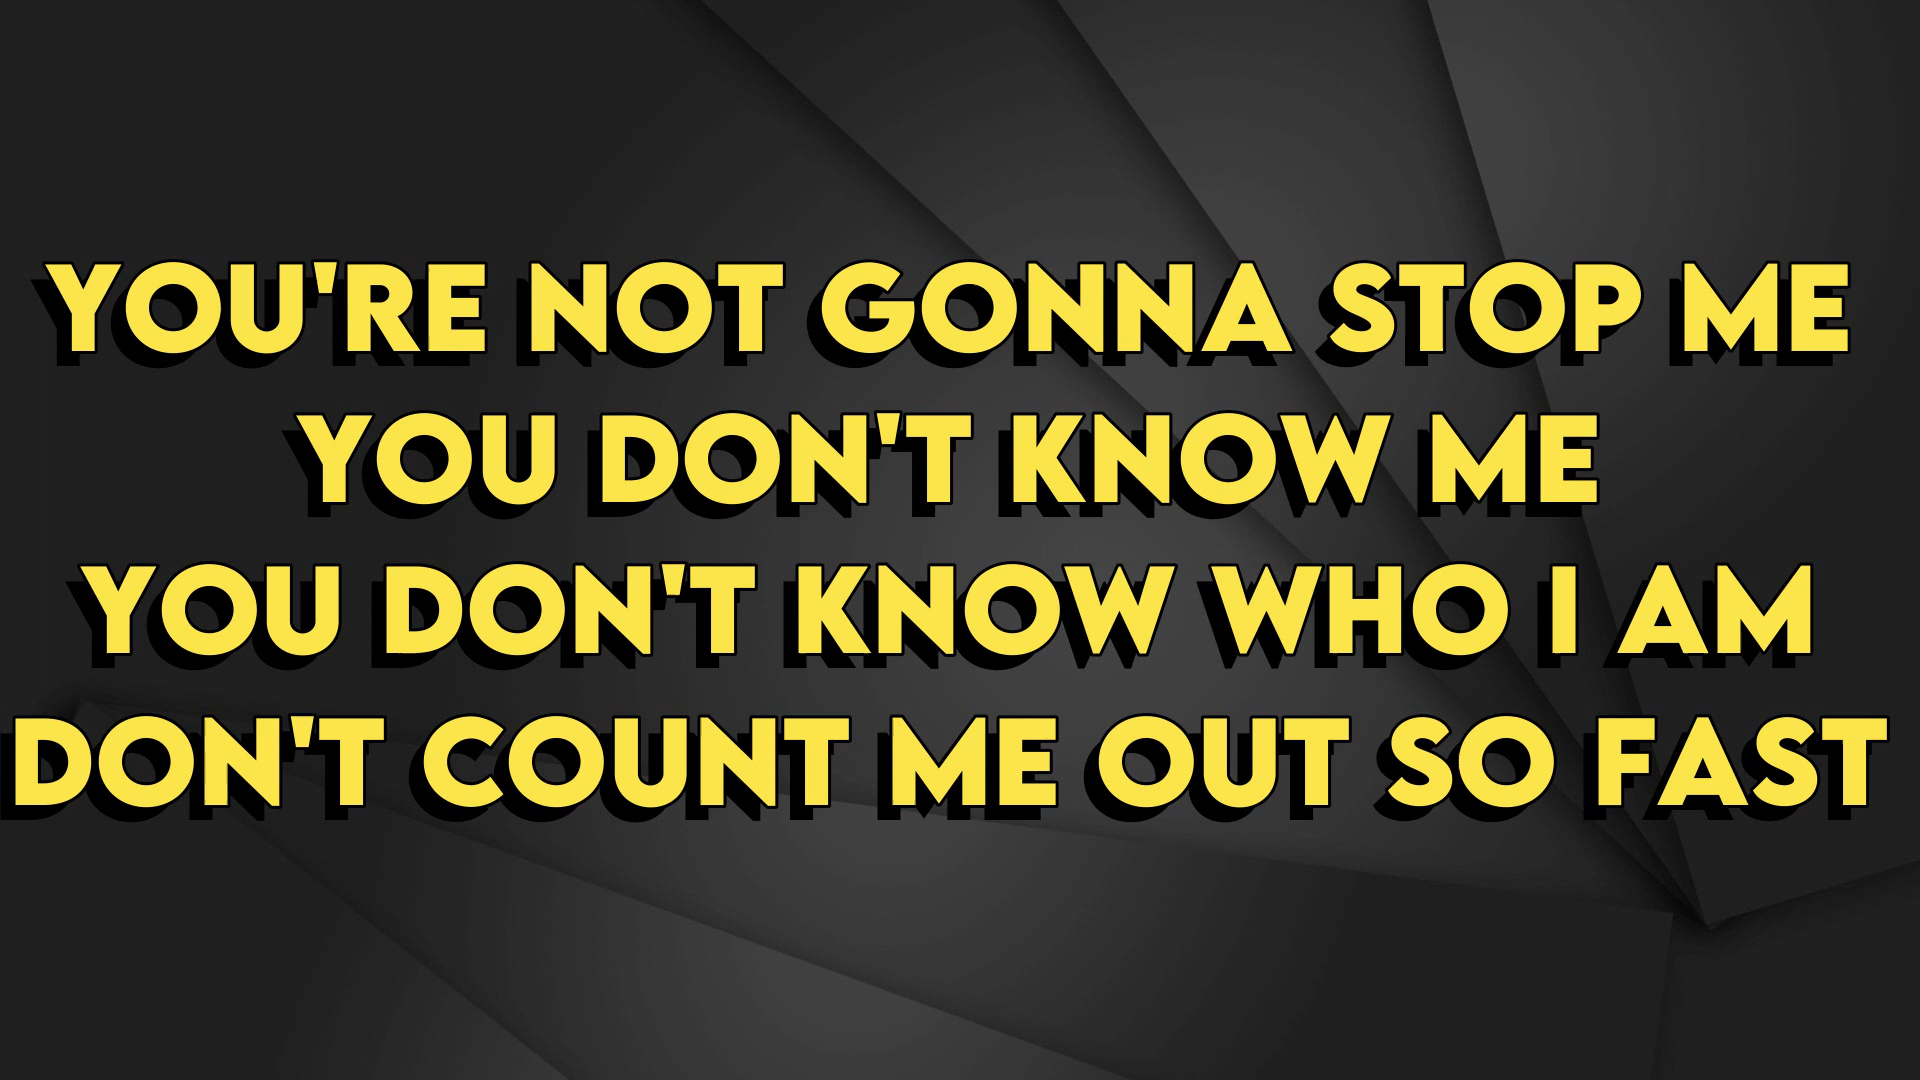 YOU'RE NOT GONNA STOP ME
YOU DON'T KNOW ME
YOU DON'T KNOW WHO I AM
DON'T COUNT ME OUT SO FAST